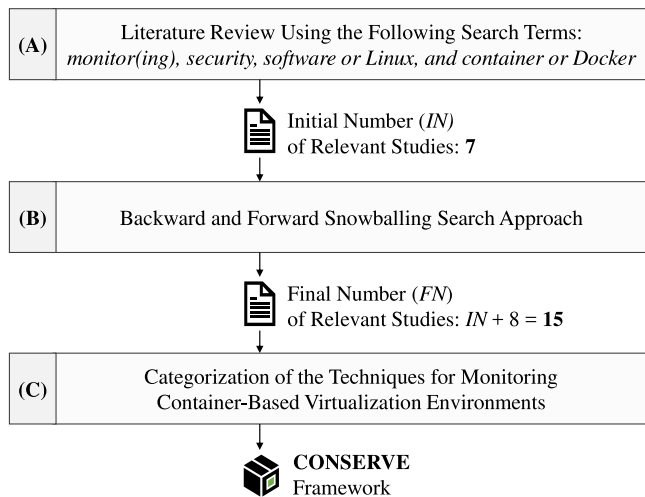 (A)
Literature Review Using the Following Search Terms:
monitor(ing), security, software or Linux, and container or Docker
Initial Number (IN)
of Relevant Studies: 7
(B)
Backward and Forward Snowballing Search Approach
Final Number (FN)
of Relevant Studies: IN + 8 = 15
(C)
Categorization of the Techniques for Monitoring
Container-Based Virtualization Environments
CONSERVE
Framework